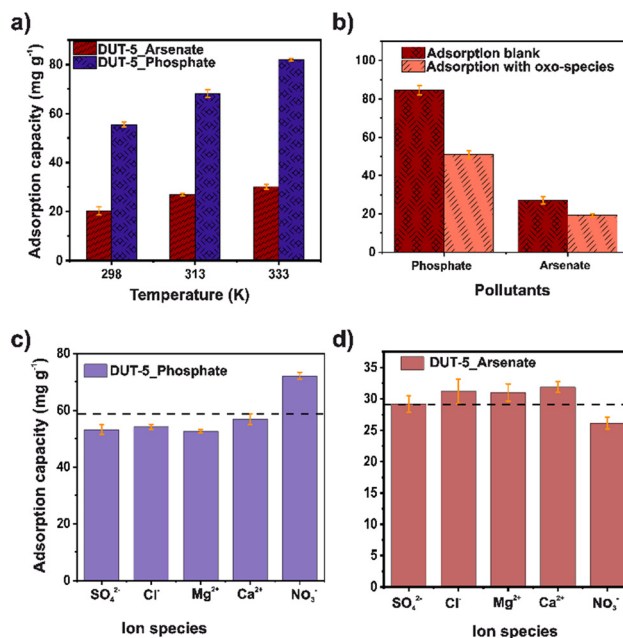 a)
DUT-5_Arsenate
DUT-5_Phosphate
Adsorption capacity (mg g⁻¹)
80
60
40
20
0
298 313 333
Temperature (K)
b)
Adsorption blank
Adsorption with oxo-species
100
80
60
40
20
0
Phosphate Arsenate
Pollutants
c)
DUT-5_Phosphate
Adsorption capacity (mg g⁻¹)
80
60
40
20
0
SO₄²⁻ Cl⁻ Mg²⁺ Ca²⁺ No₃⁻
Ion species
d)
DUT-5_Arsenate
35
30
25
20
15
10
5
0
SO₄²⁻ Cl⁻ Mg²⁺ Ca²⁺ No₃⁻
Ion species